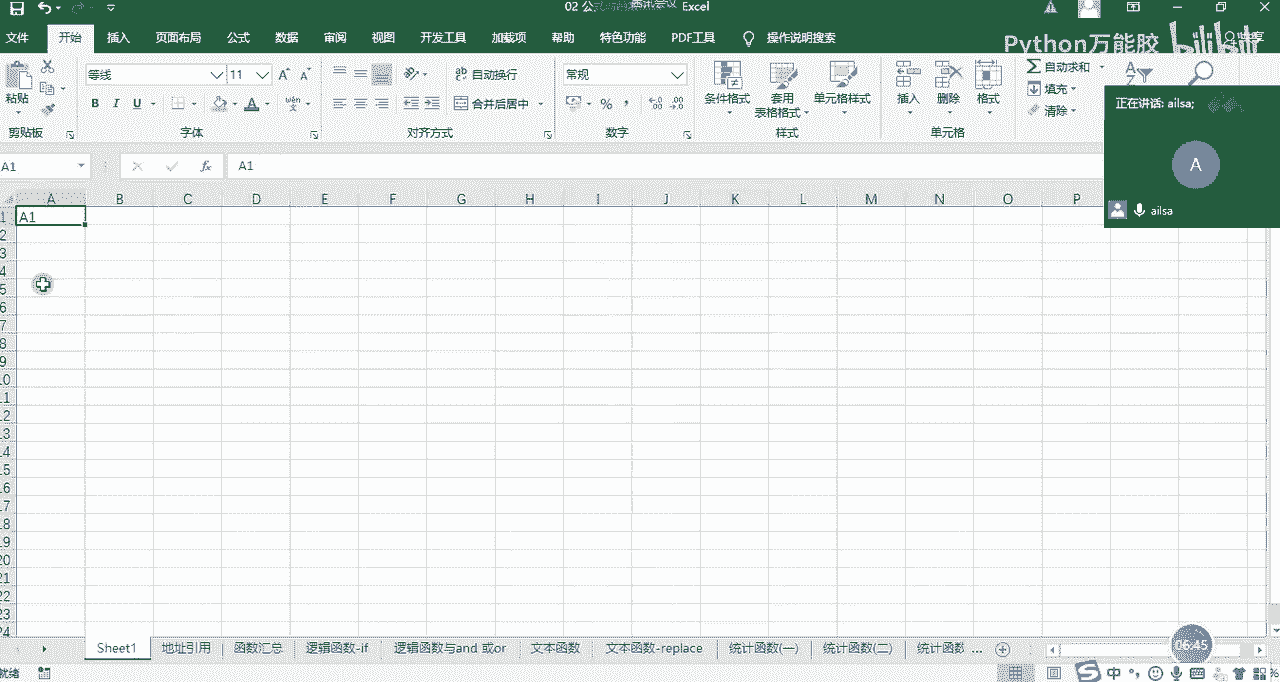 02 公 Excel
文件 开始 插入 页面布局 公式 数据 审阅 视图 开发工具 加载项 帮助 特色功能 PDF工具 操作说明搜索
Python万能胶 bilibili
粘贴 等线 11 自动换行 常规 条件格式 套用 表格格式 单元格样式 插入 删除 格式 自动求和 填充 清除
B I U wén 合并后居中 % ,
剪贴板 字体 对齐方式 数字 样式 单元格
正在讲话: ailsa;
A
ailsa
A1 fx A1
A B C D E F G H I J K L M N O P
1 A1
2
3
4
5
6
7
8
9
10
11
12
13
14
15
16
17
18
19
20
21
22
23
24
Sheet1 地址引用 函数汇总 逻辑函数-if 逻辑函数与and 或or 文本函数 文本函数-replace 统计函数(一) 统计函数(二) 统计函数 ...
06:45
就绪 中